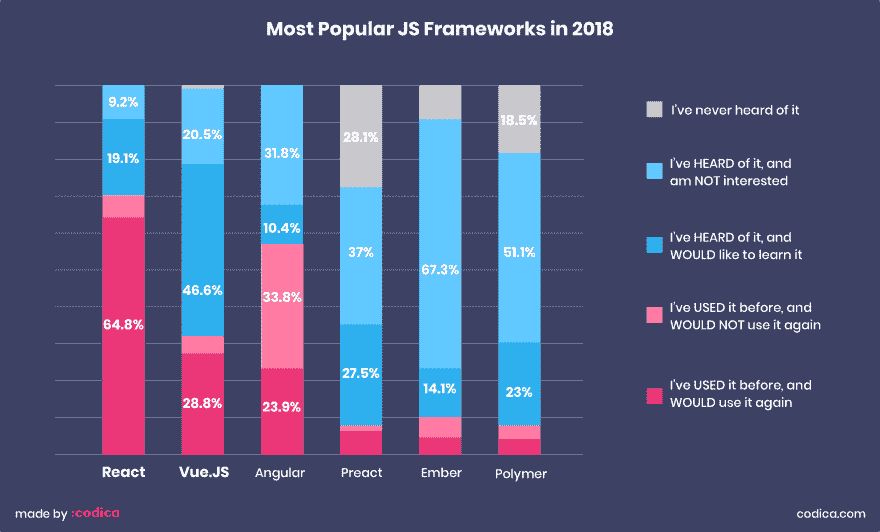 Most Popular JS Frameworks in 2018
9.2%
19.1%
64.8%
20.5%
46.6%
28.8%
31.8%
10.4%
33.8%
23.9%
28.1%
37%
27.5%
67.3%
14.1%
18.5%
51.1%
23%
React
Vue.JS
Angular
Preact
Ember
Polymer
I've never heard of it
I've HEARD of it, and
am NOT interested
I've HEARD of it, and
WOULD like to learn it
I've USED it before, and
WOULD NOT use it again
I've USED it before, and
WOULD use it again
made by :codica
codica.com